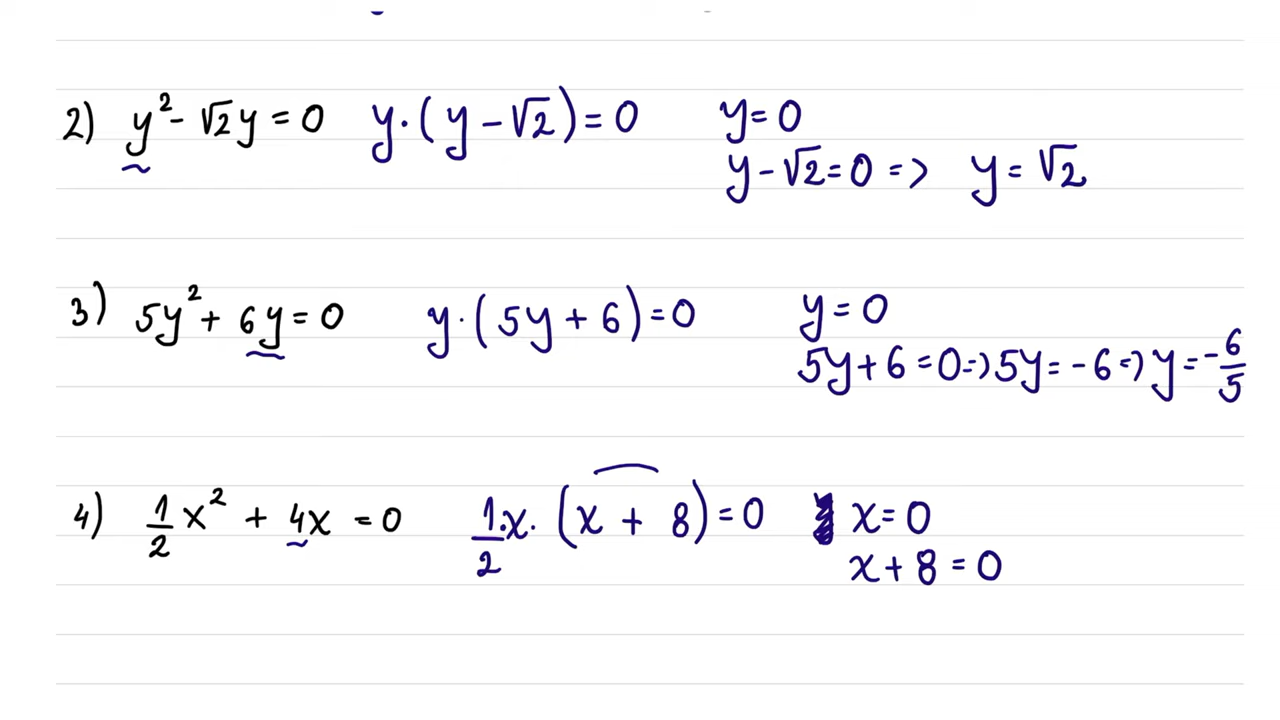 2) y² - √2y = 0 y·(y - √2) = 0 y = 0
y - √2 = 0 => y = √2
3) 5y² + 6y = 0 y·(5y + 6) = 0 y = 0
5y + 6 = 0 => 5y = -6 => y = -6/5
4) 1/2x² + 4x = 0 1/2·x·(x + 8) = 0 x = 0
x + 8 = 0